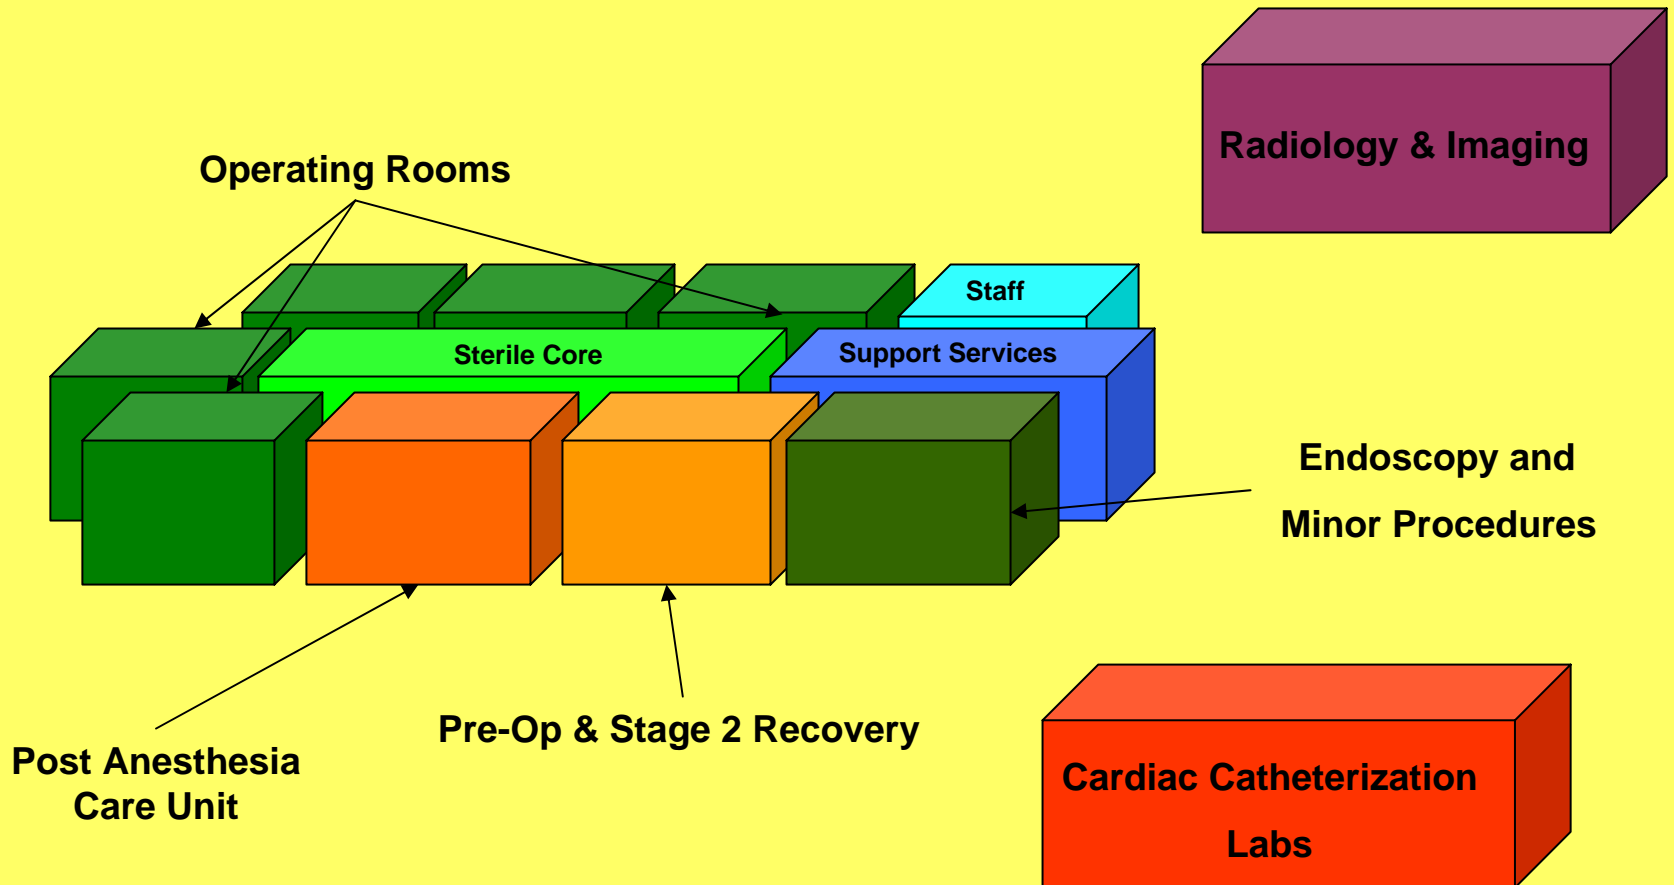 Radiology & Imaging
Operating Rooms
Staff
Sterile Core
Support Services
Endoscopy and
Minor Procedures
Pre-Op & Stage 2 Recovery
Post Anesthesia
Care Unit
Cardiac Catheterization
Labs